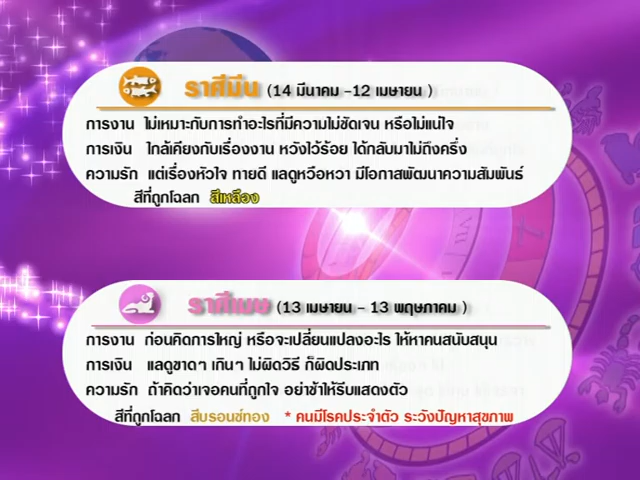 ราศีมีน (14 มีนาคม -12 เมษายน )
การงาน ไม่เหมาะกับการทำอะไรที่มีความไม่ชัดเจน หรือไม่แน่ใจ
การเงิน ใกล้เคียงกับเรื่องงาน หวังไว้ร้อย ได้กลับมาไม่ถึงครึ่ง
ความรัก แต่เรื่องหัวใจ ทายดี แลดูหวือหวา มีโอกาสพัฒนาความสัมพันธ์
สีที่ถูกโฉลก สีเหลือง
ราศีเมษ (13 เมษายน - 13 พฤษภาคม )
การงาน ก่อนคิดการใหญ่ หรือจะเปลี่ยนแปลงอะไร ให้หาคนสนับสนุน
การเงิน แลดูขาดๆ เกินๆ ไม่ผิดวิธี ก็ผิดประเภท
ความรัก ถ้าคิดว่าเจอคนที่ถูกใจ อย่าช้าให้รีบแสดงตัว
สีที่ถูกโฉลก สีบรอนซ์ทอง * คนมีโรคประจำตัว ระวังปัญหาสุขภาพ